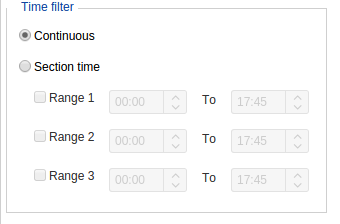 Time filter
Continuous
Section time
Range 1 00:00 To 17:45
Range 2 00:00 To 17:45
Range 3 00:00 To 17:45